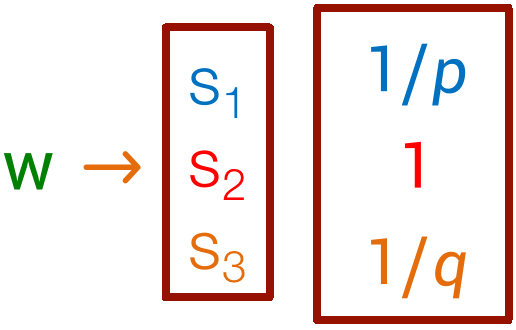 S₁ 1/p
w → S₂ 1
S₃ 1/q